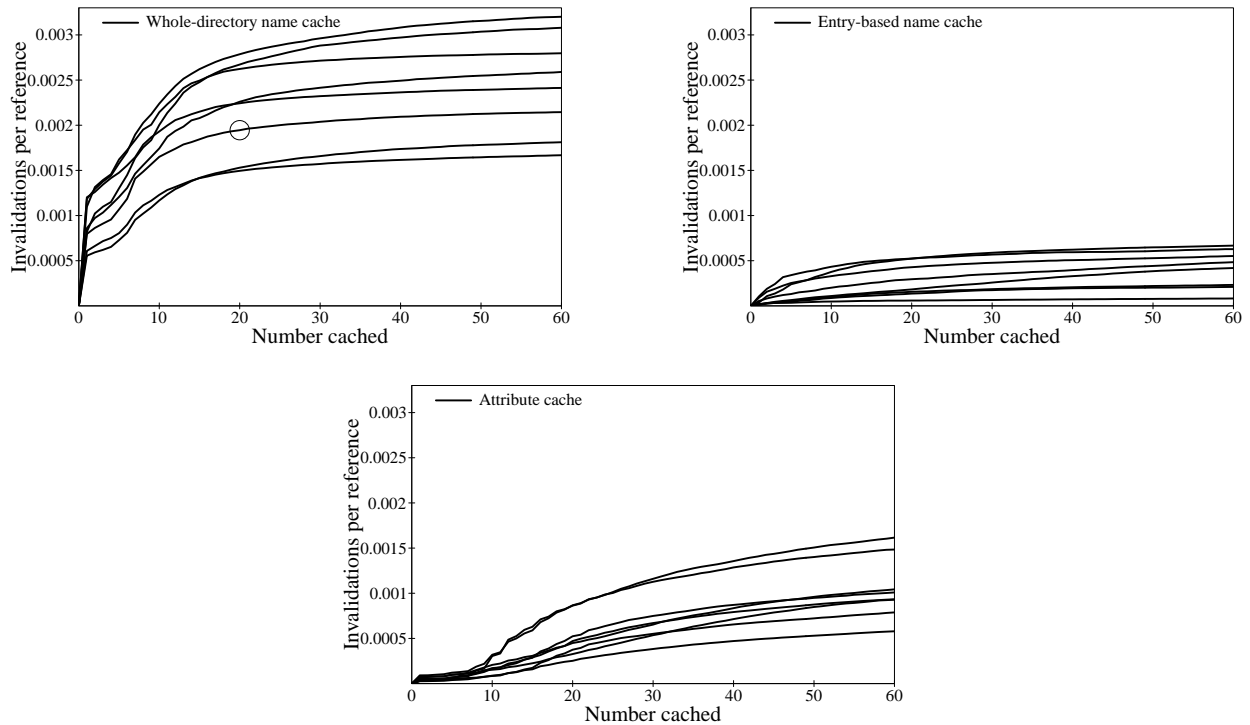 Whole-directory name cache
Invalidations per reference
0.003
0.0025
0.002
0.0015
0.001
0.0005
0 10 20 30 40 50 60
Number cached
Entry-based name cache
Invalidations per reference
0.003
0.0025
0.002
0.0015
0.001
0.0005
0 10 20 30 40 50 60
Number cached
Attribute cache
Invalidations per reference
0.003
0.0025
0.002
0.0015
0.001
0.0005
0 10 20 30 40 50 60
Number cached